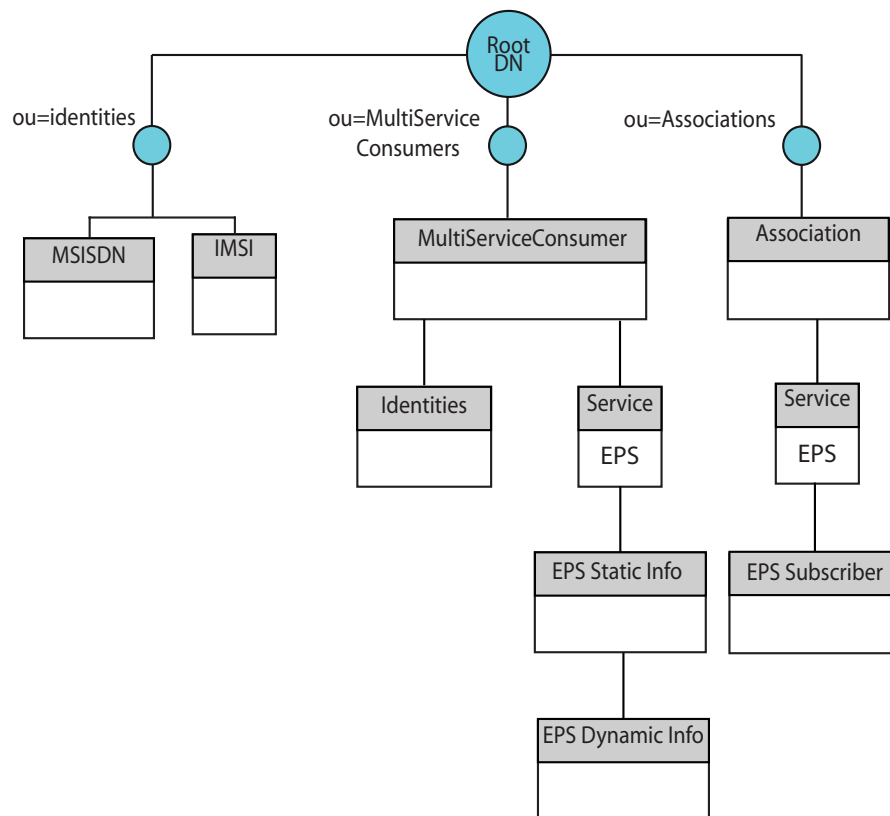 Root
DN
ou=identities
ou=MultiService
Consumers
ou=Associations
MSISDN
IMSI
MultiServiceConsumer
Association
Identities
Service
EPS
Service
EPS
EPS Static Info
EPS Subscriber
EPS Dynamic Info